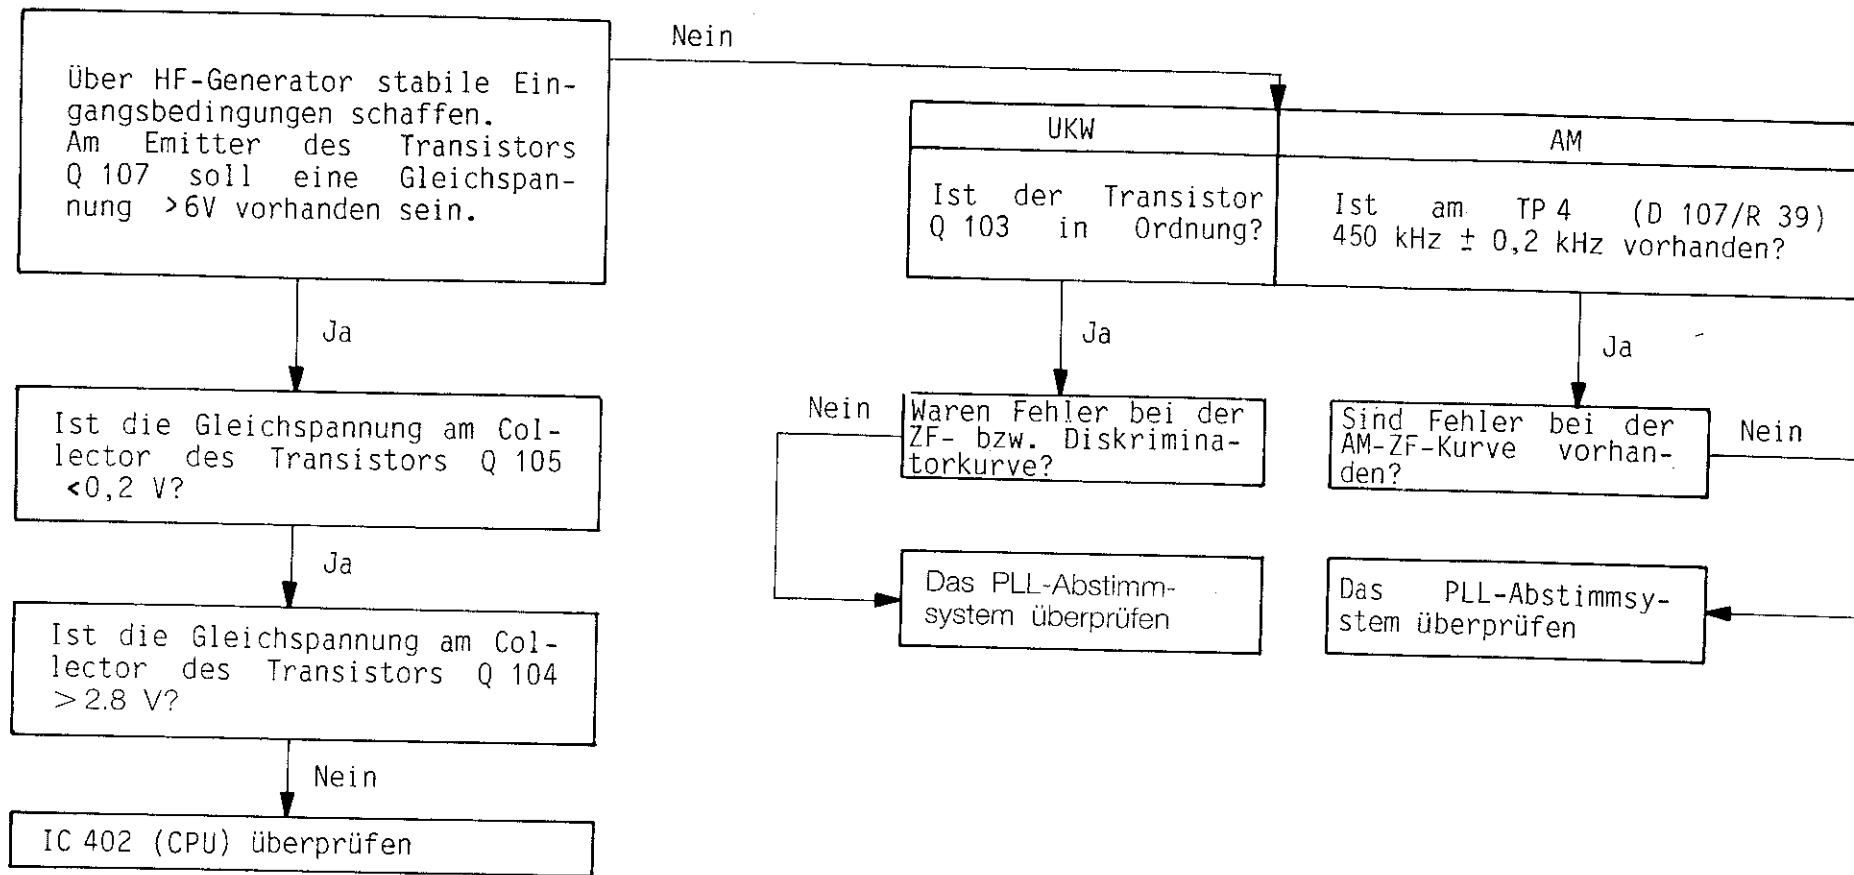 Über HF-Generator stabile Ein-
gangsbedingungen schaffen.
Am Emitter des Transistors
Q 107 soll eine Gleichspan-
nung >6V vorhanden sein.
Nein
UKW
AM
Ist der Transistor
Q 103 in Ordnung?
Ist am TP 4 (D 107/R 39)
450 kHz ± 0,2 kHz vorhanden?
Ja
Ja
Ja
Ist die Gleichspannung am Col-
lector des Transistors Q 105
<0,2 V?
Nein
Waren Fehler bei der
ZF- bzw. Diskrimina-
torkurve?
Sind Fehler bei der
AM-ZF-Kurve vorhan-
den?
Nein
Ja
Das PLL-Abstimm-
system überprüfen
Das PLL-Abstimmsy-
stem überprüfen
Ist die Gleichspannung am Col-
lector des Transistors Q 104
>2.8 V?
Nein
IC 402 (CPU) überprüfen